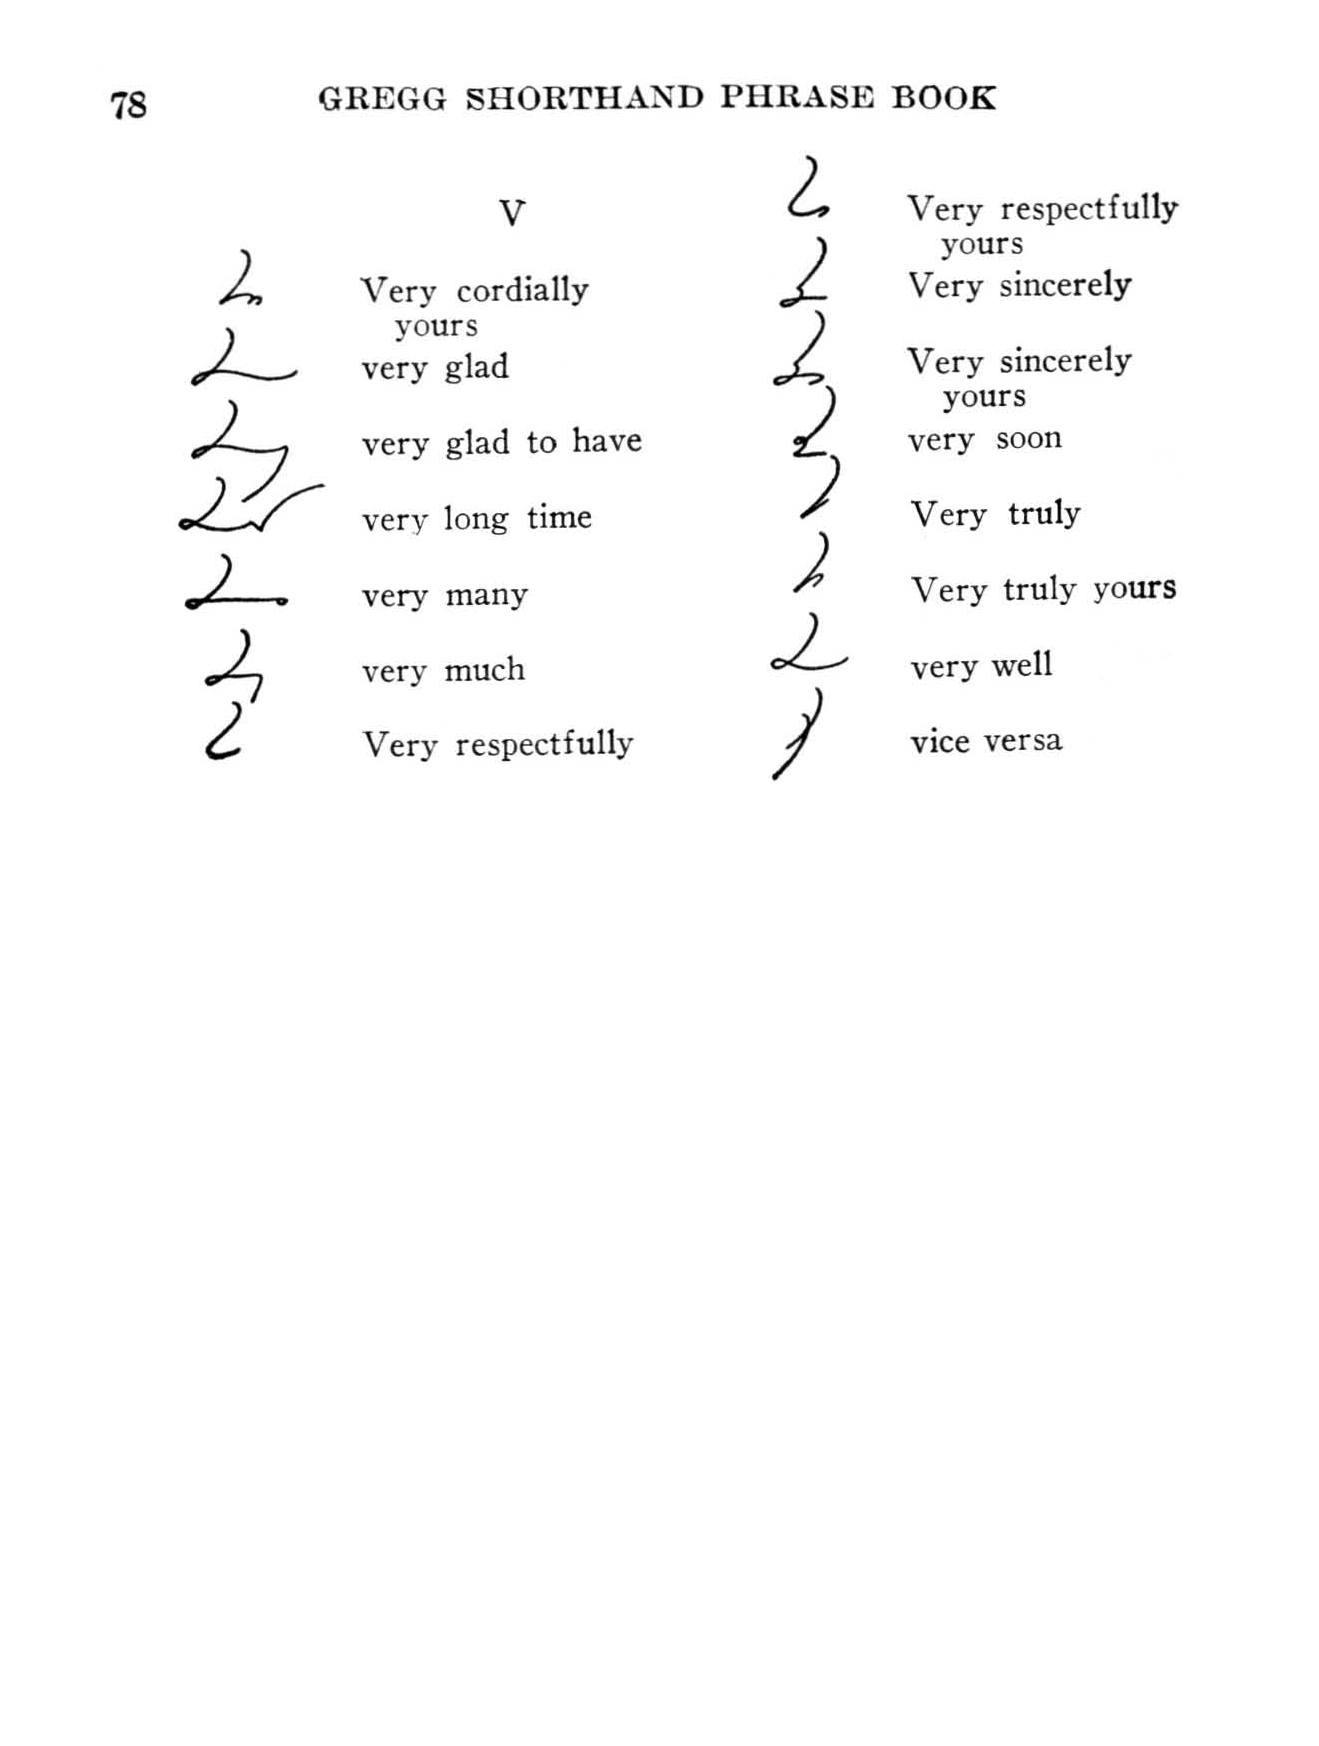 78 GREGG SHORTHAND PHRASE BOOK
V
Very cordially
yours
very glad
very glad to have
very long time
very many
very much
Very respectfully
Very respectfully
yours
Very sincerely
Very sincerely
yours
very soon
Very truly
Very truly yours
very well
vice versa